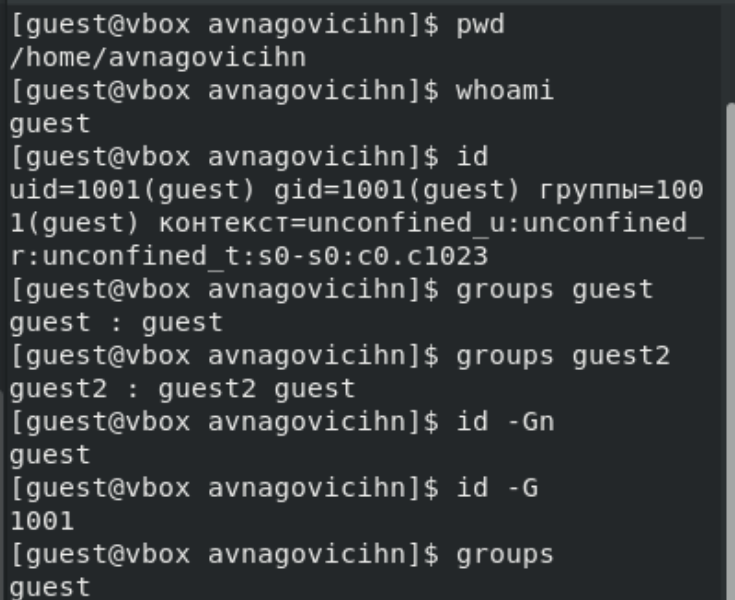 [guest@vbox avnagovicihn]$ pwd
/home/avnagovicihn
[guest@vbox avnagovicihn]$ whoami
guest
[guest@vbox avnagovicihn]$ id
uid=1001(guest) gid=1001(guest) группы=100
1(guest) контекст=unconfined_u:unconfined_
r:unconfined_t:s0-s0:c0.c1023
[guest@vbox avnagovicihn]$ groups guest
guest : guest
[guest@vbox avnagovicihn]$ groups guest2
guest2 : guest2 guest
[guest@vbox avnagovicihn]$ id -Gn
guest
[guest@vbox avnagovicihn]$ id -G
1001
[guest@vbox avnagovicihn]$ groups
guest